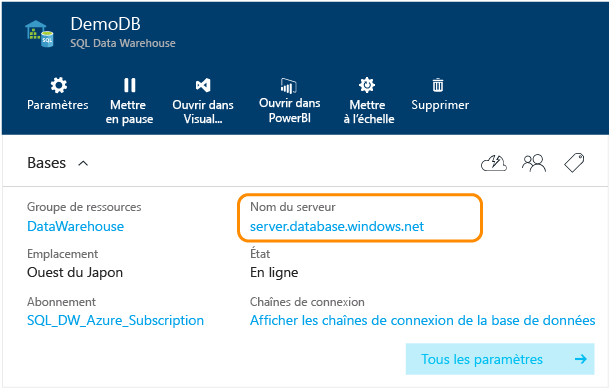 DemoDB
SQL Data Warehouse
SQL
Paramètres
Mettre
en pause
Ouvrir dans
Visual...
Ouvrir dans
PowerBI
Mettre
à l'échelle
Supprimer
Bases
Groupe de ressources
DataWarehouse
Nom du serveur
server.database.windows.net
Emplacement
Ouest du Japon
État
En ligne
Abonnement
SQL_DW_Azure_Subscription
Chaînes de connexion
Afficher les chaînes de connexion de la base de données
Tous les paramètres